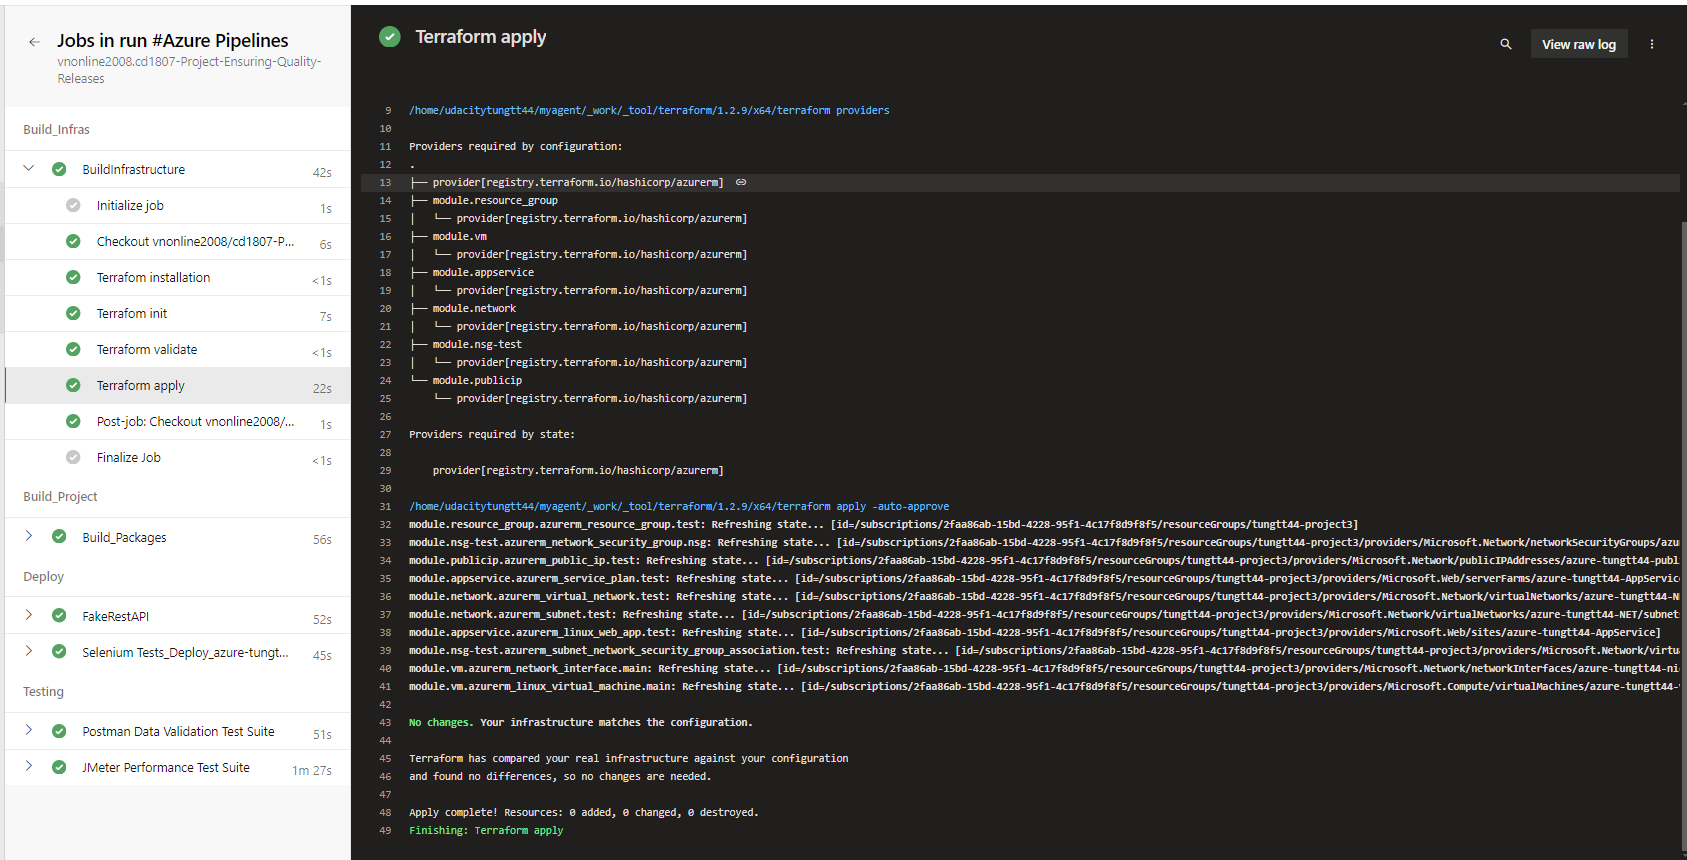 Jobs in run #Azure Pipelines
vnonline2008.cd1807-Project-Ensuring-Quality-
Releases
Build_Infras
BuildInfrastructure 42s
Initialize job 1s
Checkout vnonline2008/cd1807-P... 6s
Terrafom installation <1s
Terrafom init 7s
Terraform validate <1s
Terraform apply 22s
Post-job: Checkout vnonline2008/... 1s
Finalize Job <1s
Build_Project
Build_Packages 56s
Deploy
FakeRestAPI 52s
Selenium Tests_Deploy_azure-tungt... 45s
Testing
Postman Data Validation Test Suite 51s
JMeter Performance Test Suite 1m 27s
Terraform apply
View raw log
9 /home/udacitytungtt44/myagent/_work/_tool/terraform/1.2.9/x64/terraform providers
10
11 Providers required by configuration:
12 .
13 ├── provider[registry.terraform.io/hashicorp/azurerm]
14 ├── module.resource_group
15 │   └── provider[registry.terraform.io/hashicorp/azurerm]
16 ├── module.vm
17 │   └── provider[registry.terraform.io/hashicorp/azurerm]
18 ├── module.appservice
19 │   └── provider[registry.terraform.io/hashicorp/azurerm]
20 ├── module.network
21 │   └── provider[registry.terraform.io/hashicorp/azurerm]
22 ├── module.nsg-test
23 │   └── provider[registry.terraform.io/hashicorp/azurerm]
24 └── module.publicip
25     └── provider[registry.terraform.io/hashicorp/azurerm]
26
27 Providers required by state:
28
29     provider[registry.terraform.io/hashicorp/azurerm]
30
31 /home/udacitytungtt44/myagent/_work/_tool/terraform/1.2.9/x64/terraform apply -auto-approve
32 module.resource_group.azurerm_resource_group.test: Refreshing state... [id=/subscriptions/2faa86ab-15bd-4228-95f1-4c17f8d9f8f5/resourceGroups/tungtt44-project3]
33 module.nsg-test.azurerm_network_security_group.nsg: Refreshing state... [id=/subscriptions/2faa86ab-15bd-4228-95f1-4c17f8d9f8f5/resourceGroups/tungtt44-project3/providers/Microsoft.Network/networkSecurityGroups/azu
34 module.publicip.azurerm_public_ip.test: Refreshing state... [id=/subscriptions/2faa86ab-15bd-4228-95f1-4c17f8d9f8f5/resourceGroups/tungtt44-project3/providers/Microsoft.Network/publicIPAddresses/azure-tungtt44-publ
35 module.appservice.azurerm_service_plan.test: Refreshing state... [id=/subscriptions/2faa86ab-15bd-4228-95f1-4c17f8d9f8f5/resourceGroups/tungtt44-project3/providers/Microsoft.Web/serverFarms/azure-tungtt44-AppServic
36 module.network.azurerm_virtual_network.test: Refreshing state... [id=/subscriptions/2faa86ab-15bd-4228-95f1-4c17f8d9f8f5/resourceGroups/tungtt44-project3/providers/Microsoft.Network/virtualNetworks/azure-tungtt44-N
37 module.network.azurerm_subnet.test: Refreshing state... [id=/subscriptions/2faa86ab-15bd-4228-95f1-4c17f8d9f8f5/resourceGroups/tungtt44-project3/providers/Microsoft.Network/virtualNetworks/azure-tungtt44-NET/subnet
38 module.appservice.azurerm_linux_web_app.test: Refreshing state... [id=/subscriptions/2faa86ab-15bd-4228-95f1-4c17f8d9f8f5/resourceGroups/tungtt44-project3/providers/Microsoft.Web/sites/azure-tungtt44-AppService]
39 module.nsg-test.azurerm_subnet_network_security_group_association.test: Refreshing state... [id=/subscriptions/2faa86ab-15bd-4228-95f1-4c17f8d9f8f5/resourceGroups/tungtt44-project3/providers/Microsoft.Network/virtu
40 module.vm.azurerm_network_interface.main: Refreshing state... [id=/subscriptions/2faa86ab-15bd-4228-95f1-4c17f8d9f8f5/resourceGroups/tungtt44-project3/providers/Microsoft.Network/networkInterfaces/azure-tungtt44-ni
41 module.vm.azurerm_linux_virtual_machine.main: Refreshing state... [id=/subscriptions/2faa86ab-15bd-4228-95f1-4c17f8d9f8f5/resourceGroups/tungtt44-project3/providers/Microsoft.Compute/virtualMachines/azure-tungtt44-
42
43 No changes. Your infrastructure matches the configuration.
44
45 Terraform has compared your real infrastructure against your configuration
46 and found no differences, so no changes are needed.
47
48 Apply complete! Resources: 0 added, 0 changed, 0 destroyed.
49 Finishing: Terraform apply